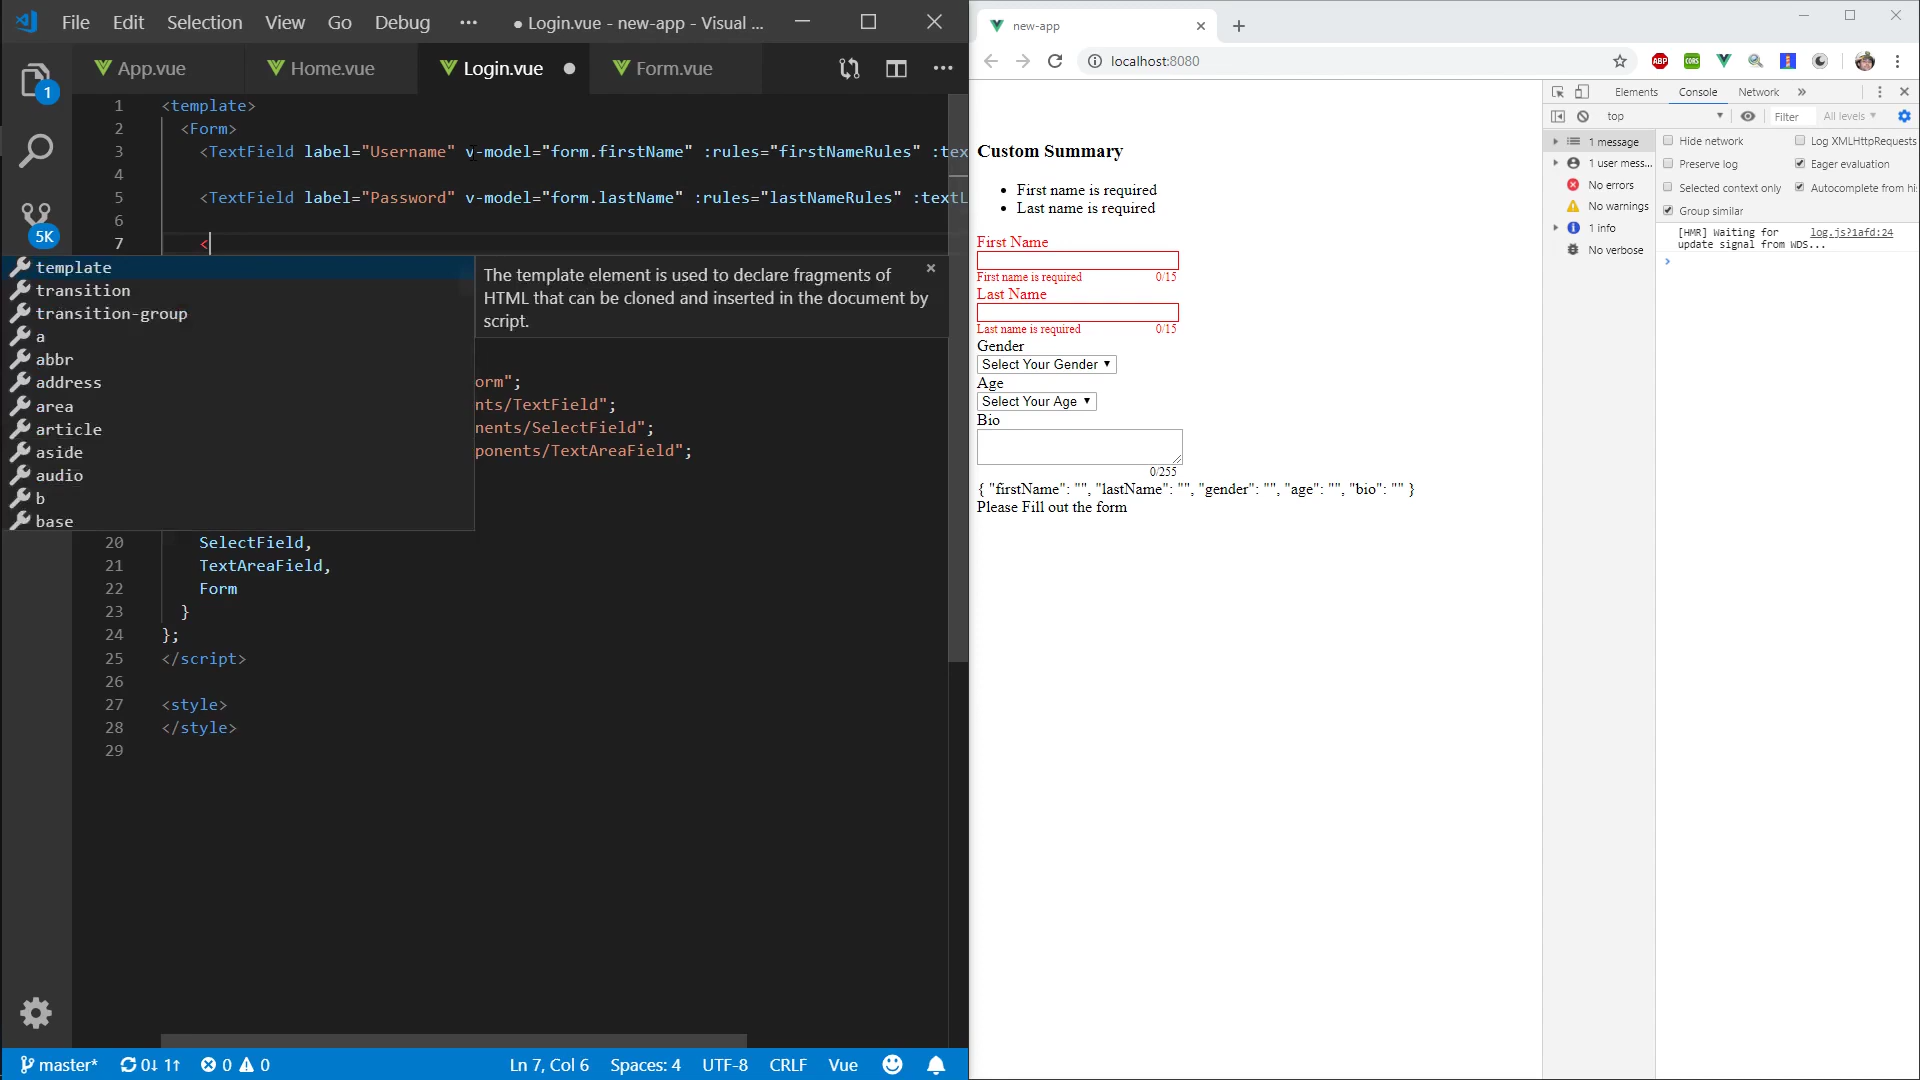 File Edit Selection View Go Debug ··· ● Login.vue - new-app - Visual ...
App.vue Home.vue Login.vue ● Form.vue ···
1
5K
1 <template>
2 <Form>
3 <TextField label="Username" v-model="form.firstName" :rules="firstNameRules" :tex
4
5 <TextField label="Password" v-model="form.lastName" :rules="lastNameRules" :textL
6
7 <
template
transition
transition-group
a
abbr
address
area
article
aside
audio
b
base
The template element is used to declare fragments of
HTML that can be cloned and inserted in the document by
script.
orm";
nts/TextField";
nents/SelectField";
ponents/TextAreaField";
20 SelectField,
21 TextAreaField,
22 Form
23 }
24 };
25 </script>
26
27 <style>
28 </style>
29
master* 0↓ 1↑ 0 0 Ln 7, Col 6 Spaces: 4 UTF-8 CRLF Vue
new-app
localhost:8080
ABP
CORS
Custom Summary
• First name is required
• Last name is required
First Name
First name is required 0/15
Last Name
Last name is required 0/15
Gender
Select Your Gender
Age
Select Your Age
Bio
0/255
{ "firstName": "", "lastName": "", "gender": "", "age": "", "bio": "" }
Please Fill out the form
Elements Console Network »
top Filter All levels
1 message
1 user mess...
No errors
No warnings
1 info
No verbose
Hide network Log XMLHttpRequests
Preserve log Eager evaluation
Selected context only Autocomplete from his
Group similar
[HMR] Waiting for log.js?1afd:24
update signal from WDS...